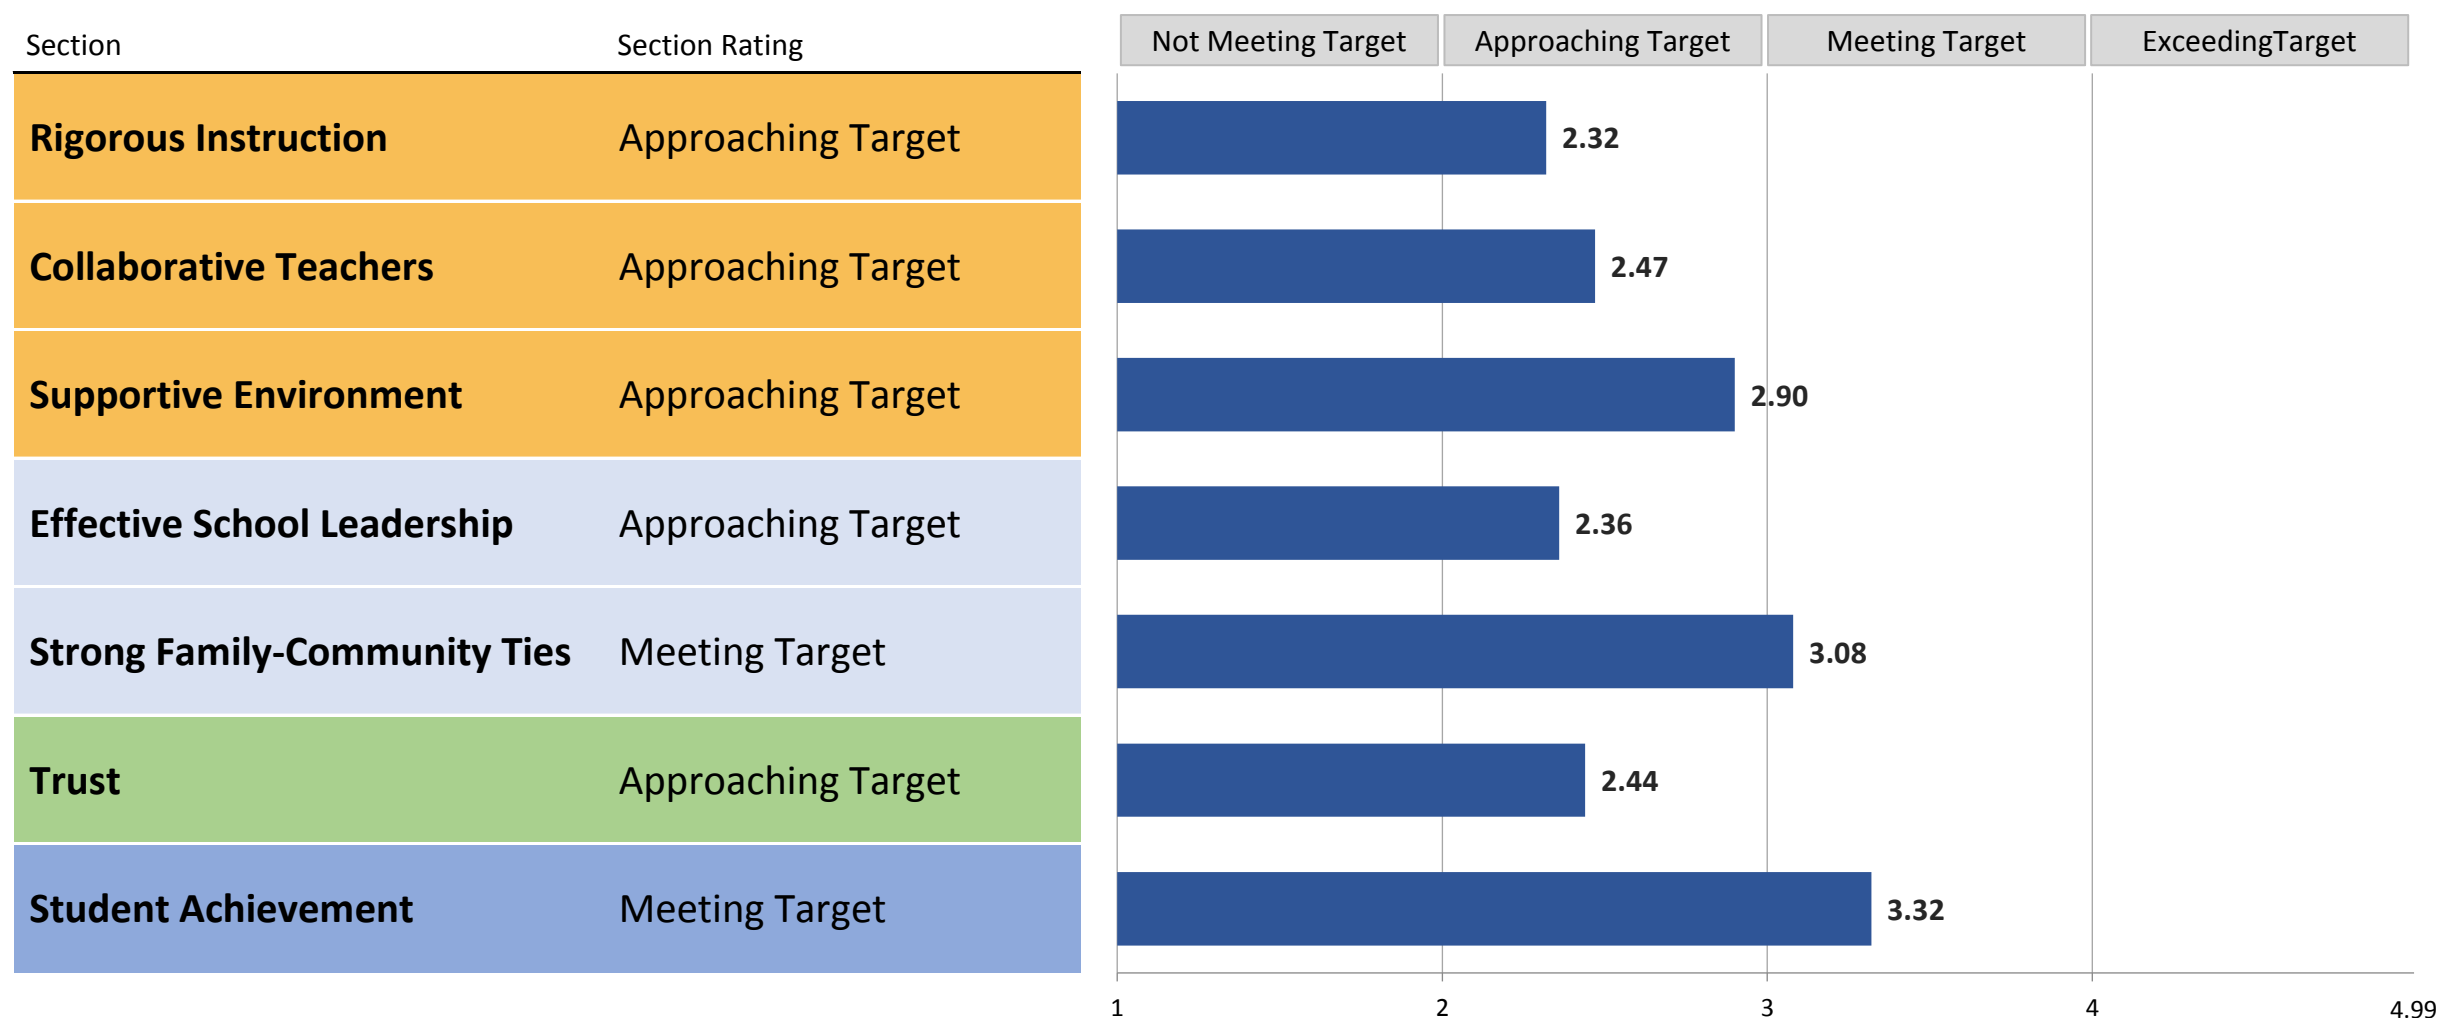 Section Section Rating Not Meeting Target Approaching Target Meeting Target ExceedingTarget
Rigorous Instruction Approaching Target 2.32
Collaborative Teachers Approaching Target 2.47
Supportive Environment Approaching Target 2.90
Effective School Leadership Approaching Target 2.36
Strong Family-Community Ties Meeting Target 3.08
Trust Approaching Target 2.44
Student Achievement Meeting Target 3.32
1 2 3 4 4.99